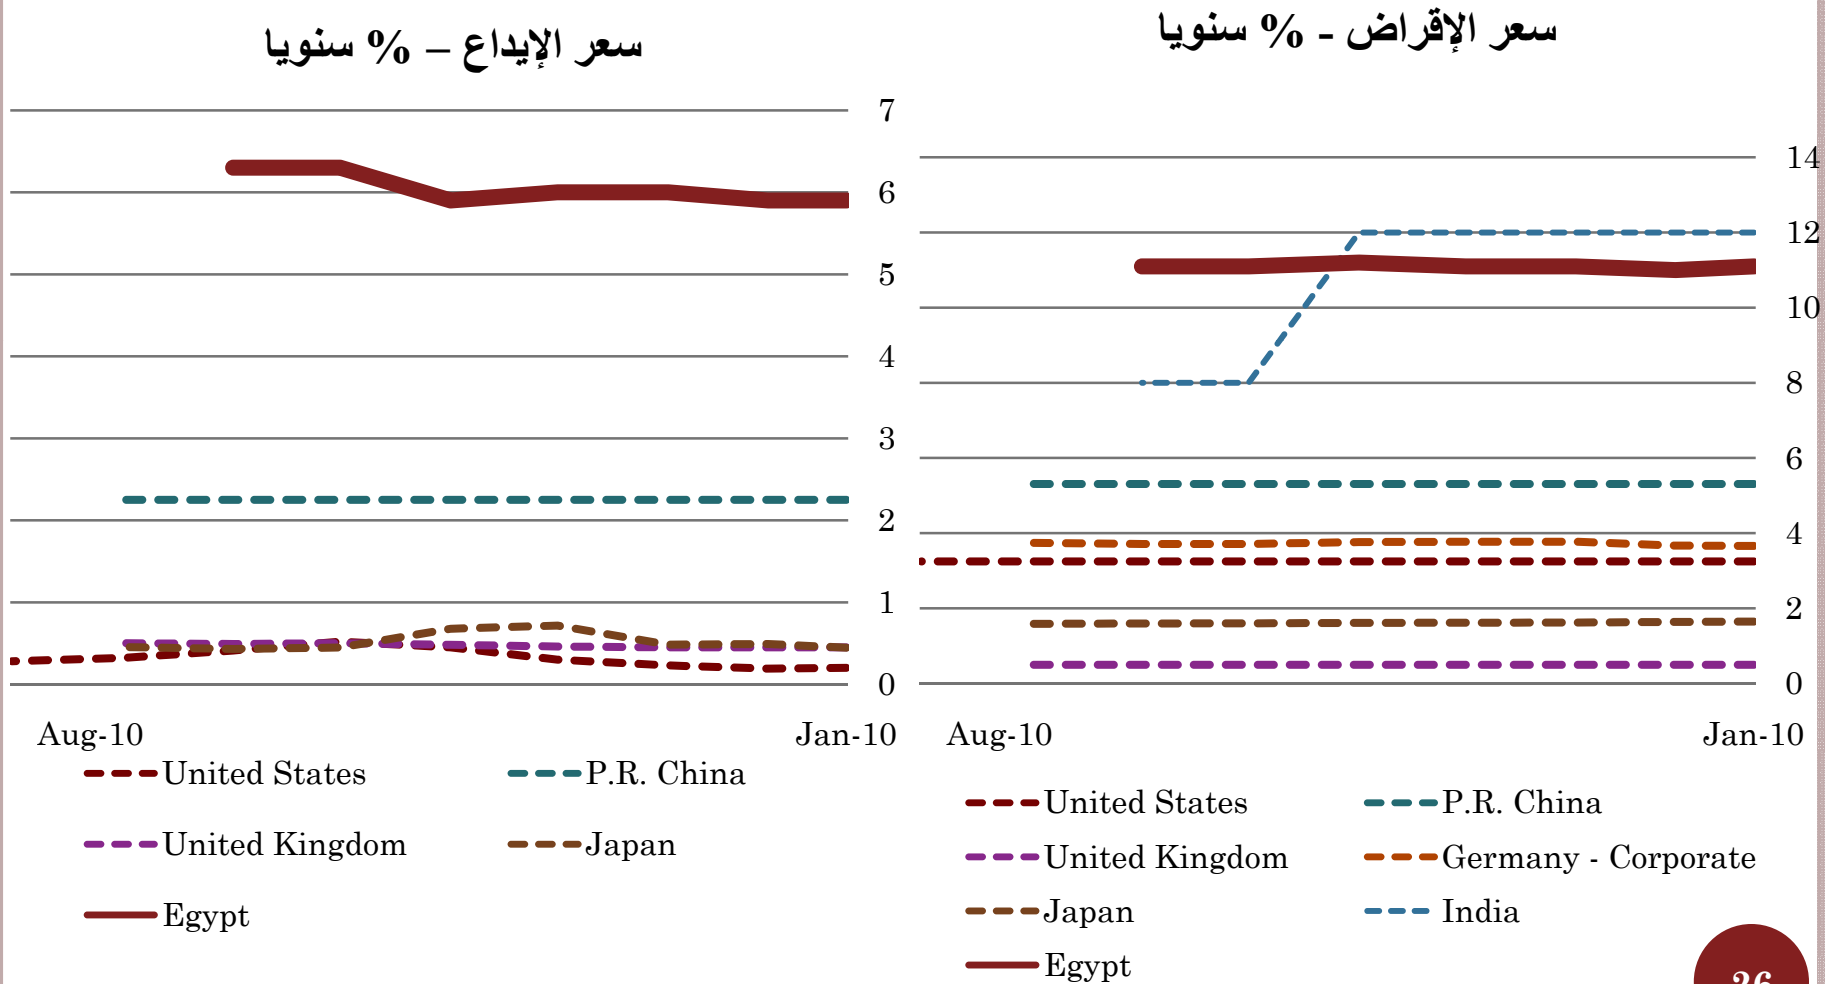 سعر الإقراض - % سنويا
14
12
10
8
6
4
2
0
Jan-10
Aug-10
United States
P.R. China
United Kingdom
Germany - Corporate
Japan
India
Egypt
سعر الإيداع – % سنويا
7
6
5
4
3
2
1
0
Jan-10
Aug-10
United States
P.R. China
United Kingdom
Japan
Egypt
26